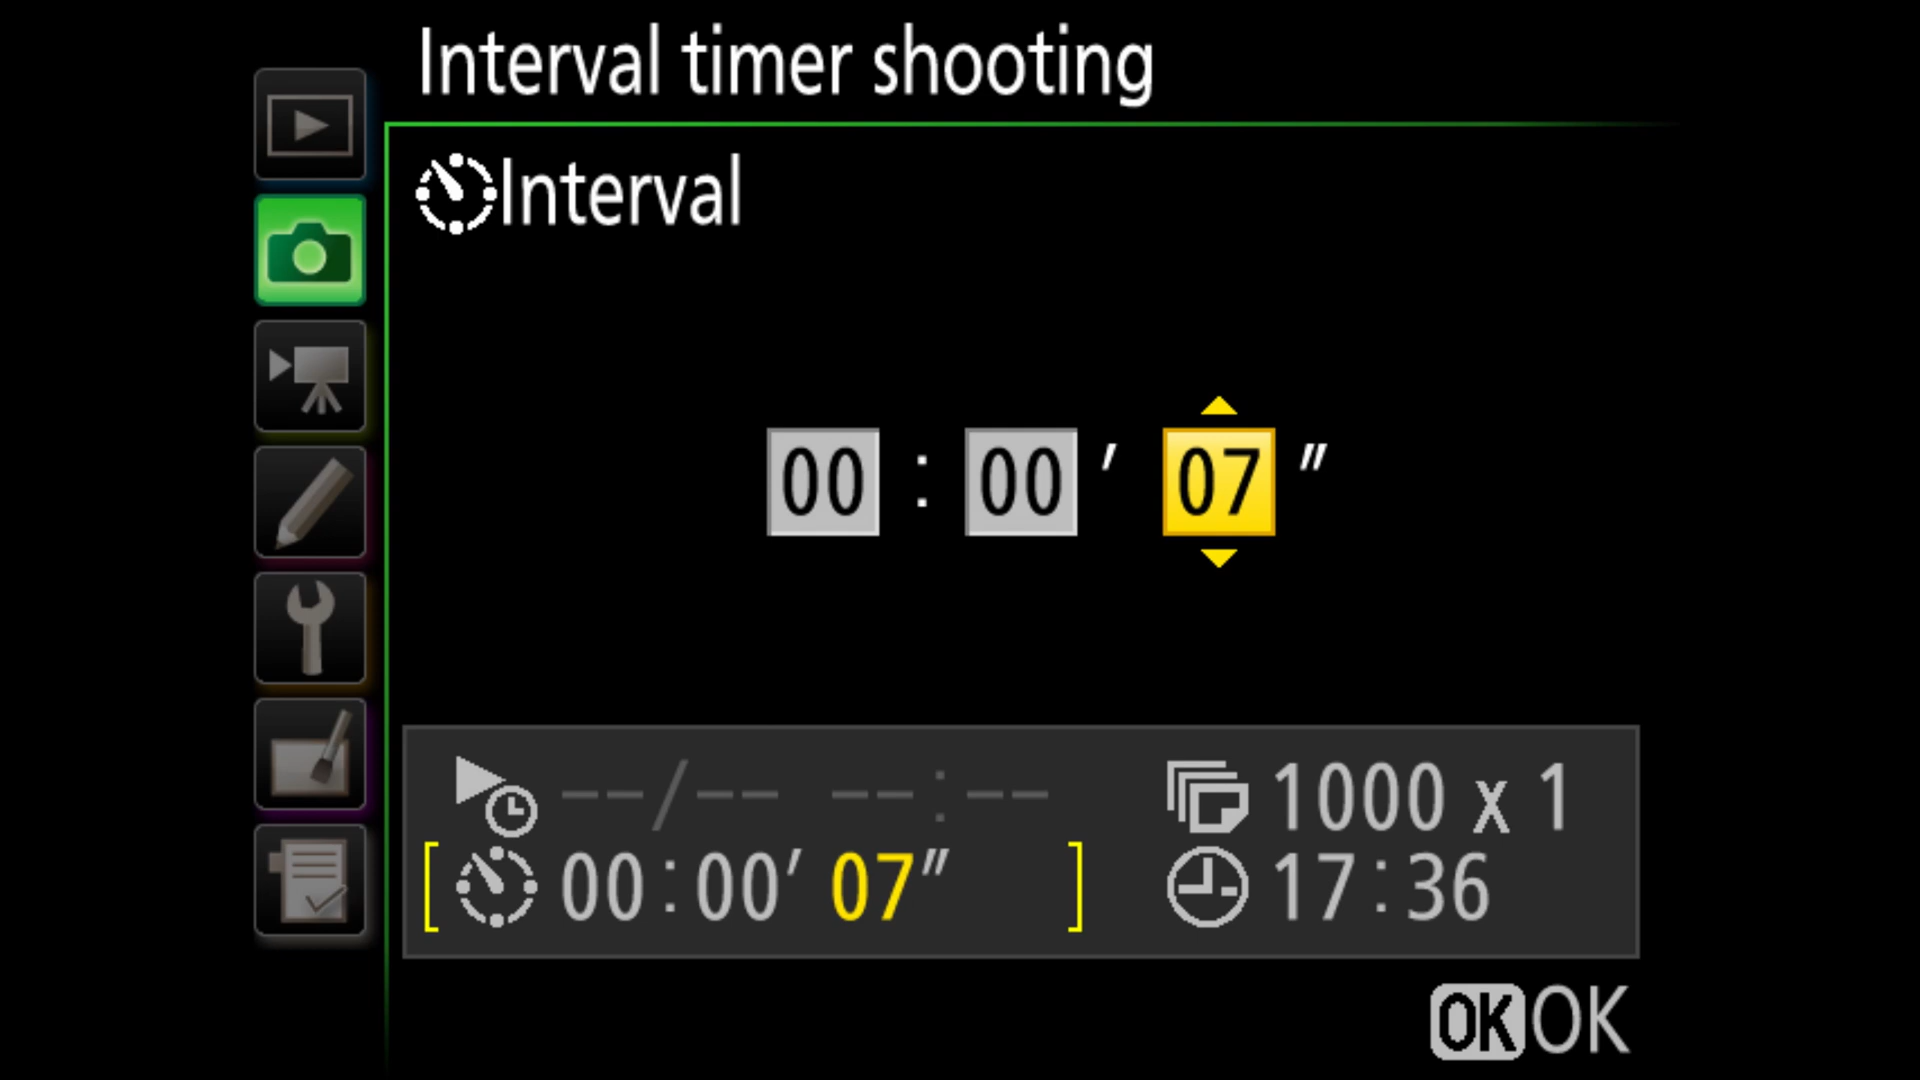 Interval timer shooting
Interval
00 : 00 ′ 07 ″
--/-- --:-- 1000 x 1
[ 00:00′ 07″ ] 17:36
OK OK